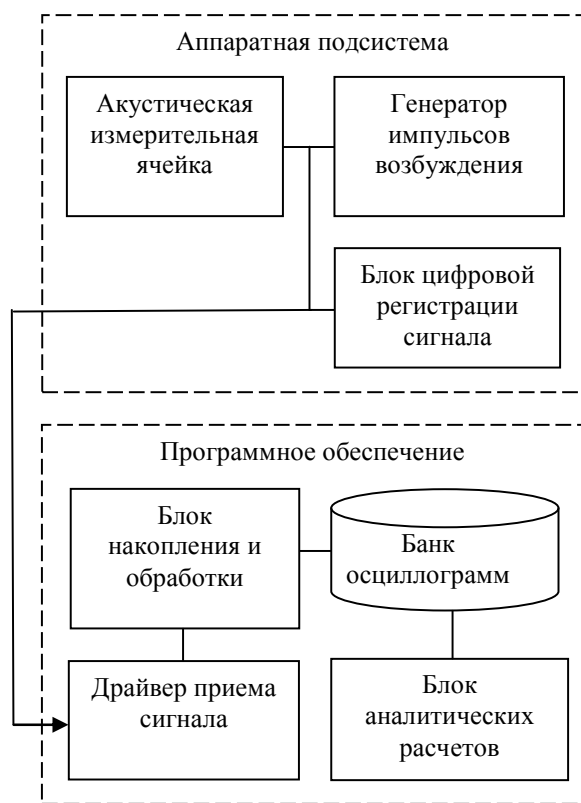 Аппаратная подсистема
Акустическая
измерительная
ячейка
Генератор
импульсов
возбуждения
Блок цифровой
регистрации
сигнала
Программное обеспечение
Блок
накопления и
обработки
Банк
осциллограмм
Драйвер приема
сигнала
Блок
аналитических
расчетов